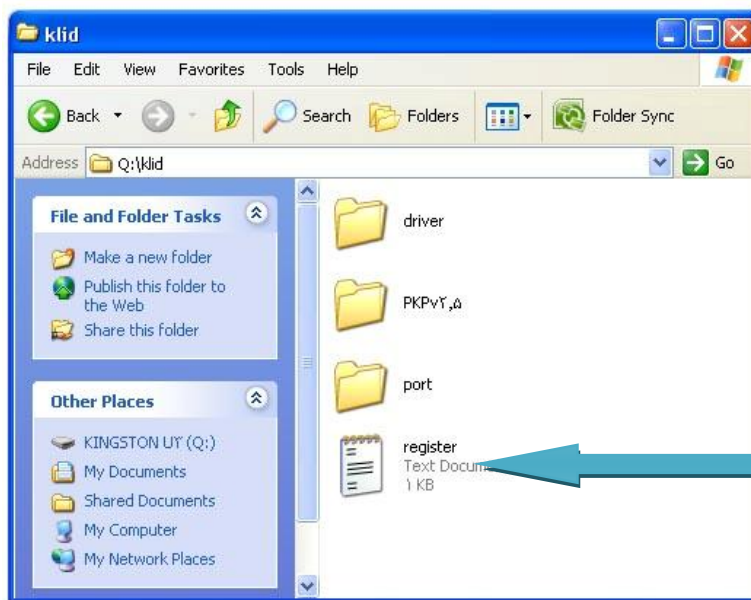 klid
File Edit View Favorites Tools Help
Back Search Folders Folder Sync
Address Q:\klid Go
File and Folder Tasks
Make a new folder
Publish this folder to
the Web
Share this folder
Other Places
KINGSTON U۲ (Q:)
My Documents
Shared Documents
My Computer
My Network Places
driver
PKPv۲,۵
port
register
Text Docum
۱ KB